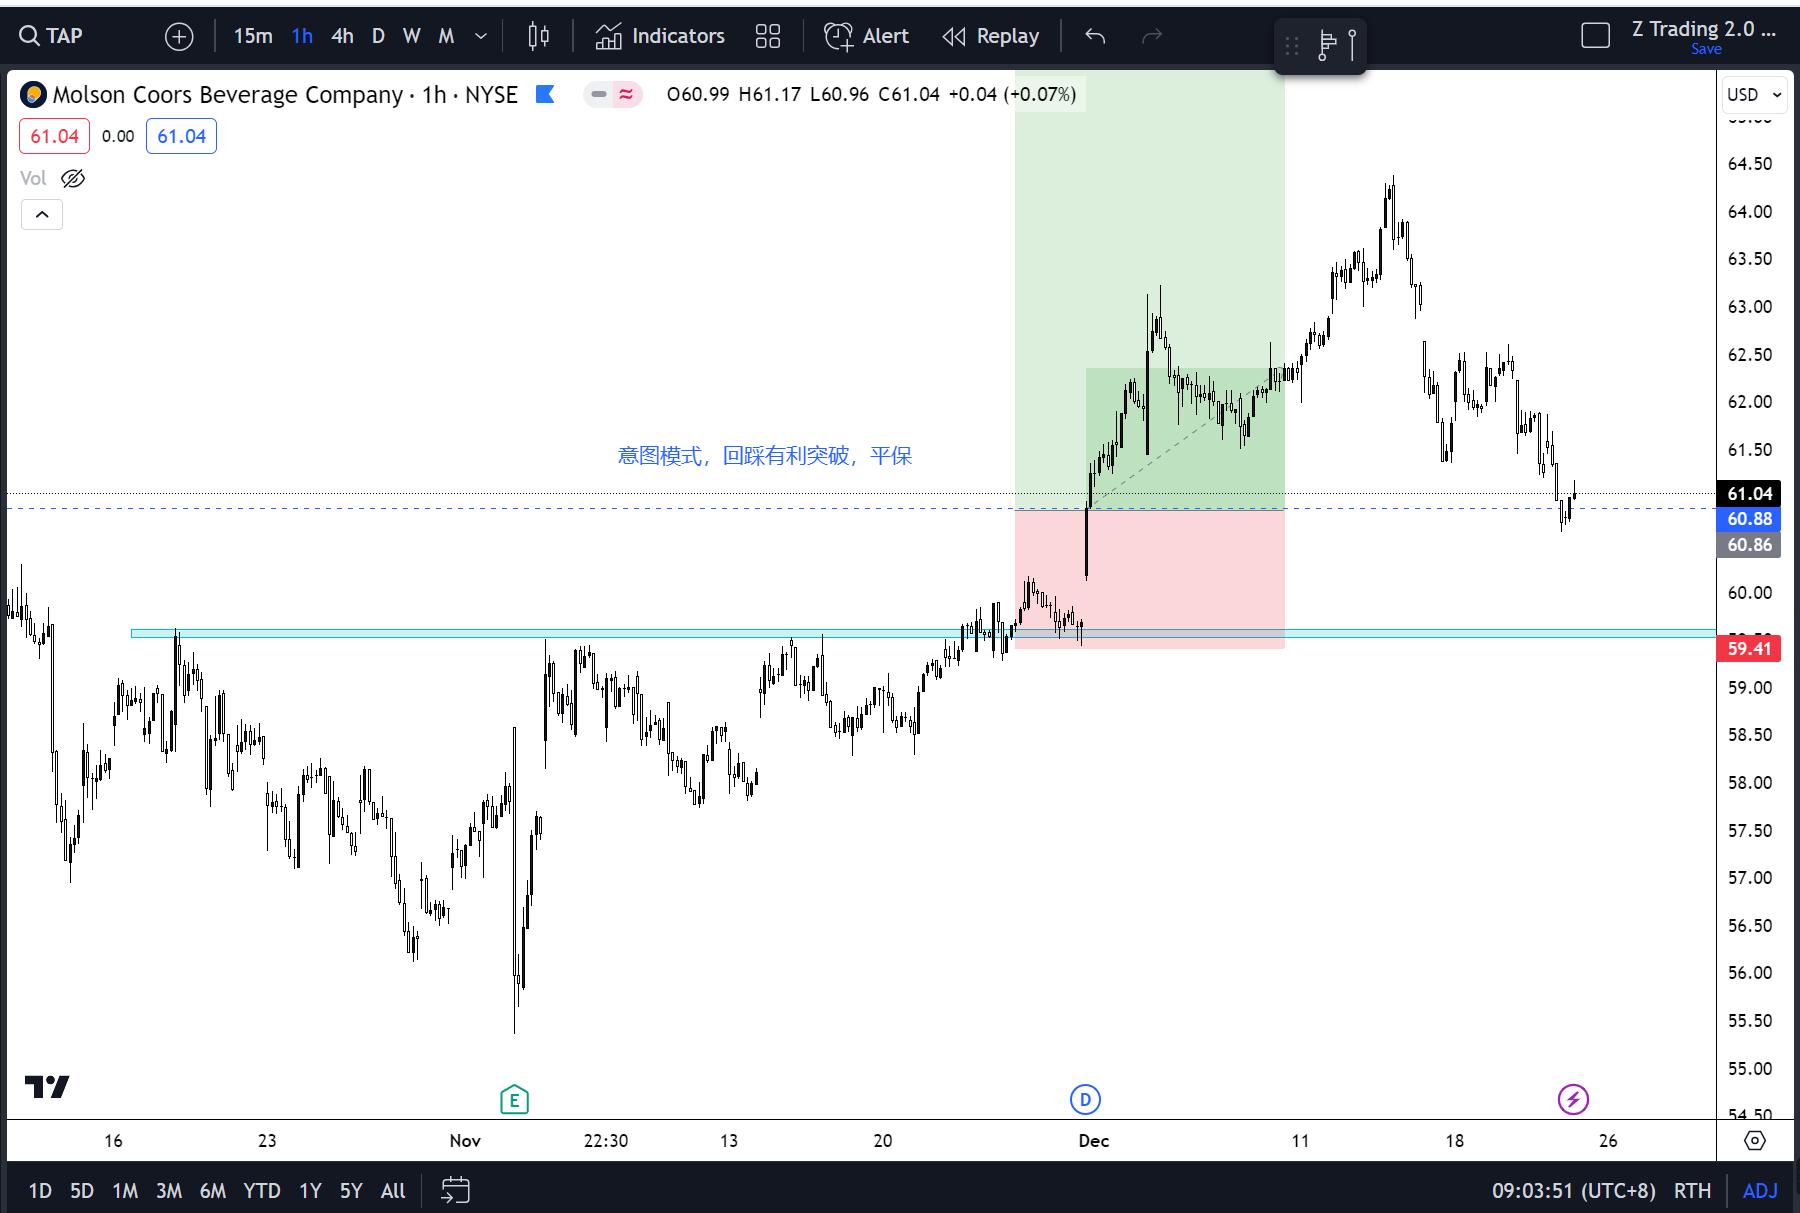 TAP 15m 1h 4h D W M Indicators Alert Replay Z Trading 2.0 ...
Save
Molson Coors Beverage Company · 1h · NYSE O60.99 H61.17 L60.96 C61.04 +0.04 (+0.07%) USD
61.04 0.00 61.04
Vol
64.50
64.00
63.50
63.00
62.50
62.00
61.50
意图模式，回踩有利突破，平保
61.04
60.88
60.86
60.00
59.41
59.00
58.50
58.00
57.50
57.00
56.50
56.00
55.50
55.00
54.50
E D
16 23 Nov 22:30 13 20 Dec 11 18 26
1D 5D 1M 3M 6M YTD 1Y 5Y All 09:03:51 (UTC+8) RTH ADJ